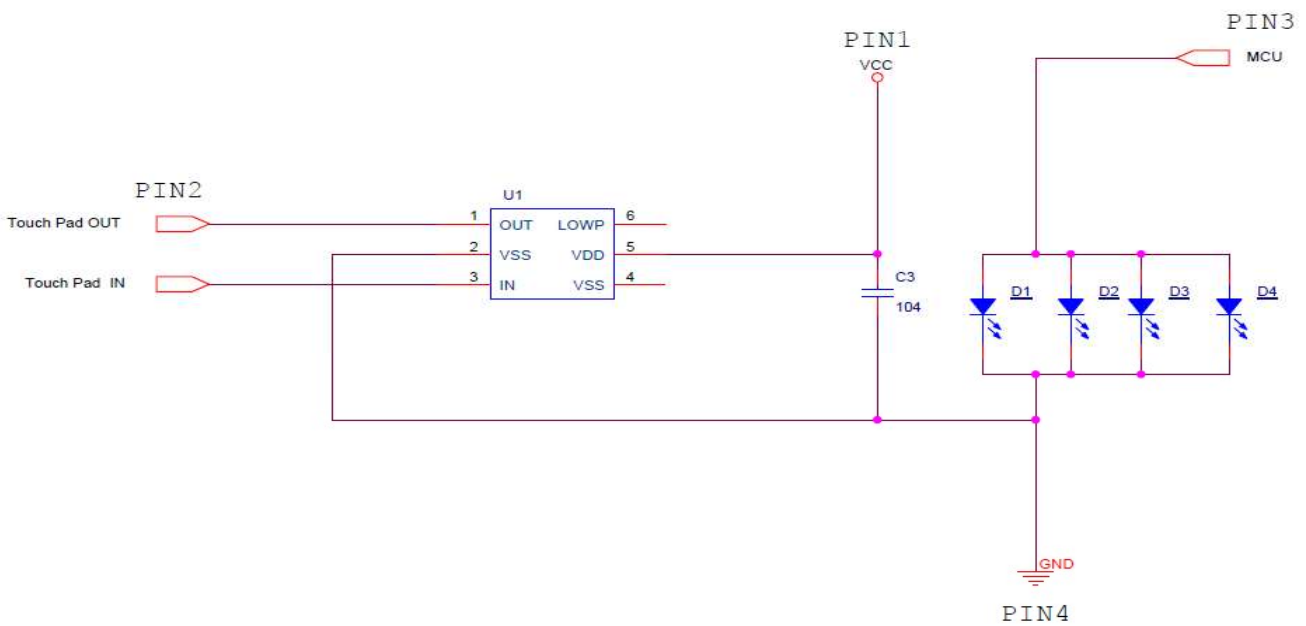 PIN3
MCU
PIN1
VCC
PIN2
Touch Pad OUT
U1
1 OUT LOWP 6
2 VSS VDD 5
Touch Pad IN
3 IN VSS 4
C3
104
D1 D2 D3 D4
GND
PIN4